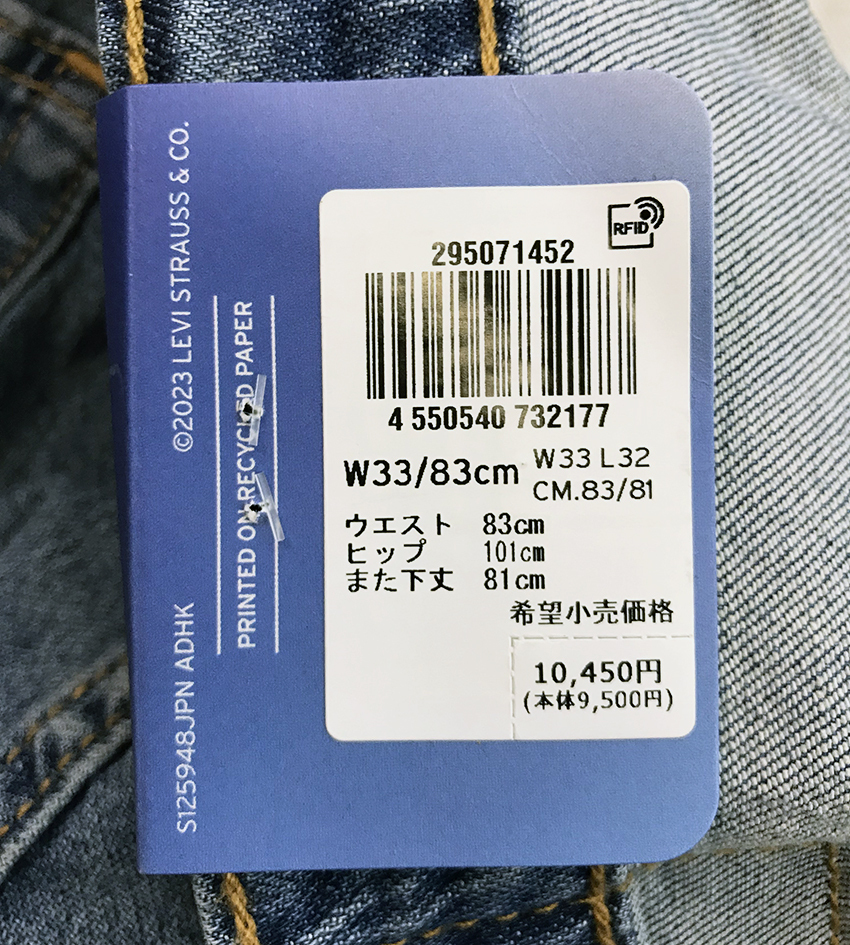 ©2023 LEVI STRAUSS & CO.
PRINTED ON RECYCLED PAPER
S125948JPN ADHK
RFID
295071452
4 550540 732177
W33/83cm
W33 L32
CM.83/81
ウエスト 83cm
ヒップ 101cm
また下丈 81cm
希望小売価格
10,450円
(本体9,500円)